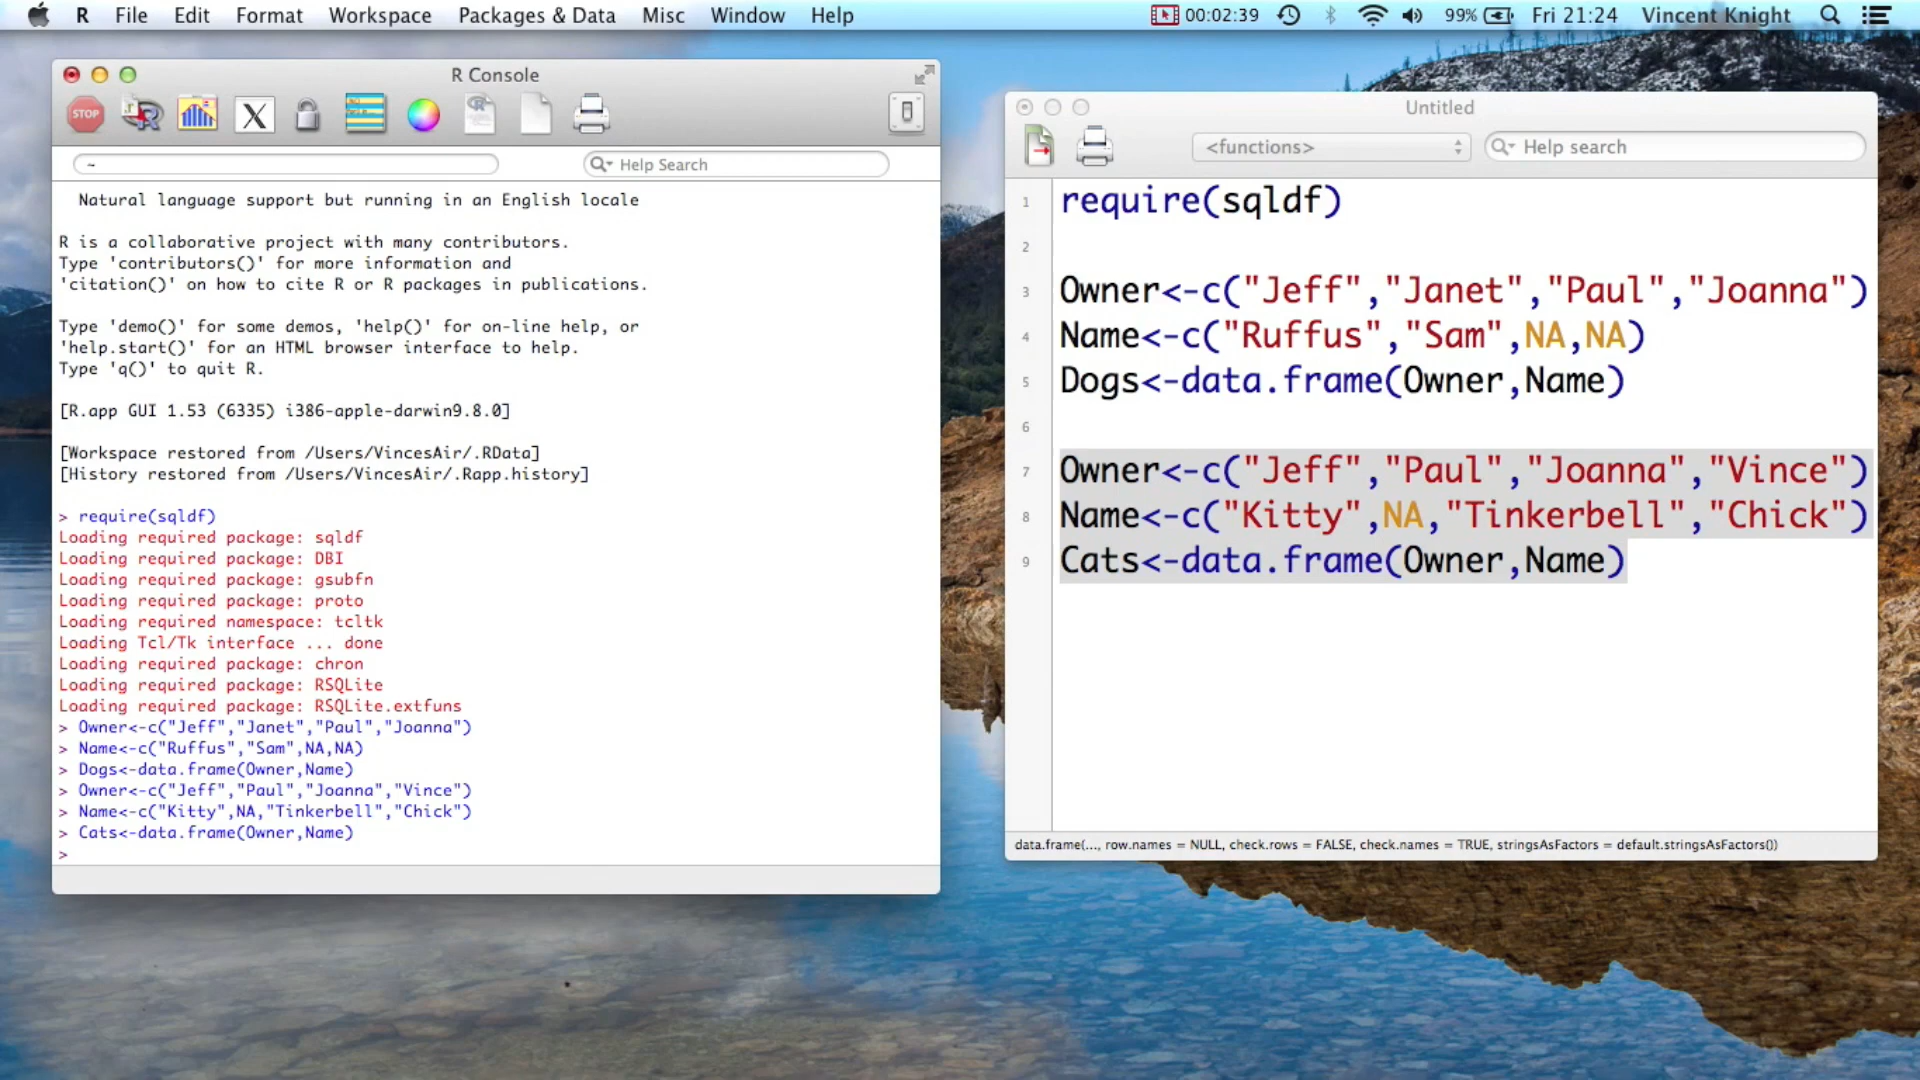 R File Edit Format Workspace Packages & Data Misc Window Help 00:02:39 99% Fri 21:24 Vincent Knight
R Console
STOP
~ Help Search
Natural language support but running in an English locale
R is a collaborative project with many contributors.
Type 'contributors()' for more information and
'citation()' on how to cite R or R packages in publications.
Type 'demo()' for some demos, 'help()' for on-line help, or
'help.start()' for an HTML browser interface to help.
Type 'q()' to quit R.
[R.app GUI 1.53 (6335) i386-apple-darwin9.8.0]
[Workspace restored from /Users/VincesAir/.RData]
[History restored from /Users/VincesAir/.Rapp.history]
> require(sqldf)
Loading required package: sqldf
Loading required package: DBI
Loading required package: gsubfn
Loading required package: proto
Loading required namespace: tcltk
Loading Tcl/Tk interface ... done
Loading required package: chron
Loading required package: RSQLite
Loading required package: RSQLite.extfuns
> Owner<-c("Jeff","Janet","Paul","Joanna")
> Name<-c("Ruffus","Sam",NA,NA)
> Dogs<-data.frame(Owner,Name)
> Owner<-c("Jeff","Paul","Joanna","Vince")
> Name<-c("Kitty",NA,"Tinkerbell","Chick")
> Cats<-data.frame(Owner,Name)
>
Untitled
<functions> Help search
1 require(sqldf)
2
3 Owner<-c("Jeff","Janet","Paul","Joanna")
4 Name<-c("Ruffus","Sam",NA,NA)
5 Dogs<-data.frame(Owner,Name)
6
7 Owner<-c("Jeff","Paul","Joanna","Vince")
8 Name<-c("Kitty",NA,"Tinkerbell","Chick")
9 Cats<-data.frame(Owner,Name)
data.frame(..., row.names = NULL, check.rows = FALSE, check.names = TRUE, stringsAsFactors = default.stringsAsFactors())